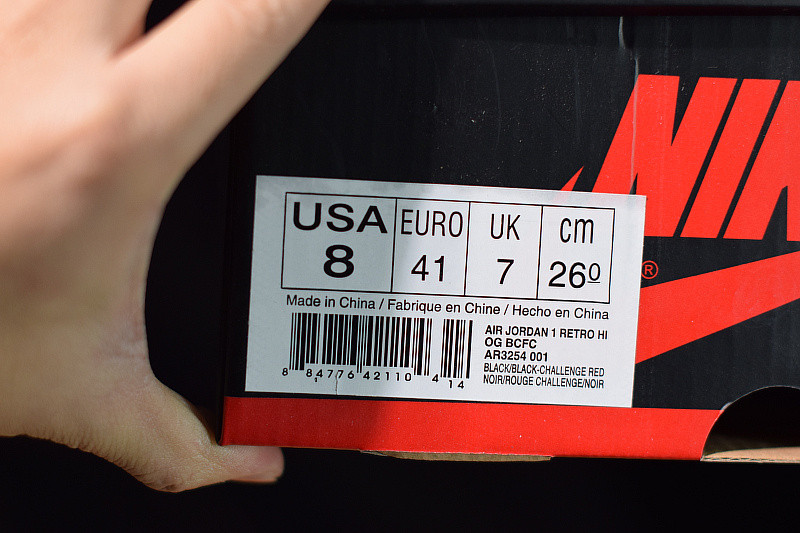 NIK
®
USA EURO UK cm
8 41 7 260
Made in China / Fabrique en Chine / Hecho en China
AIR JORDAN 1 RETRO HI
OG BCFC
AR3254 001
BLACK/BLACK-CHALLENGE RED
NOIR/ROUGE CHALLENGE/NOIR
8 84776 42110 4 14